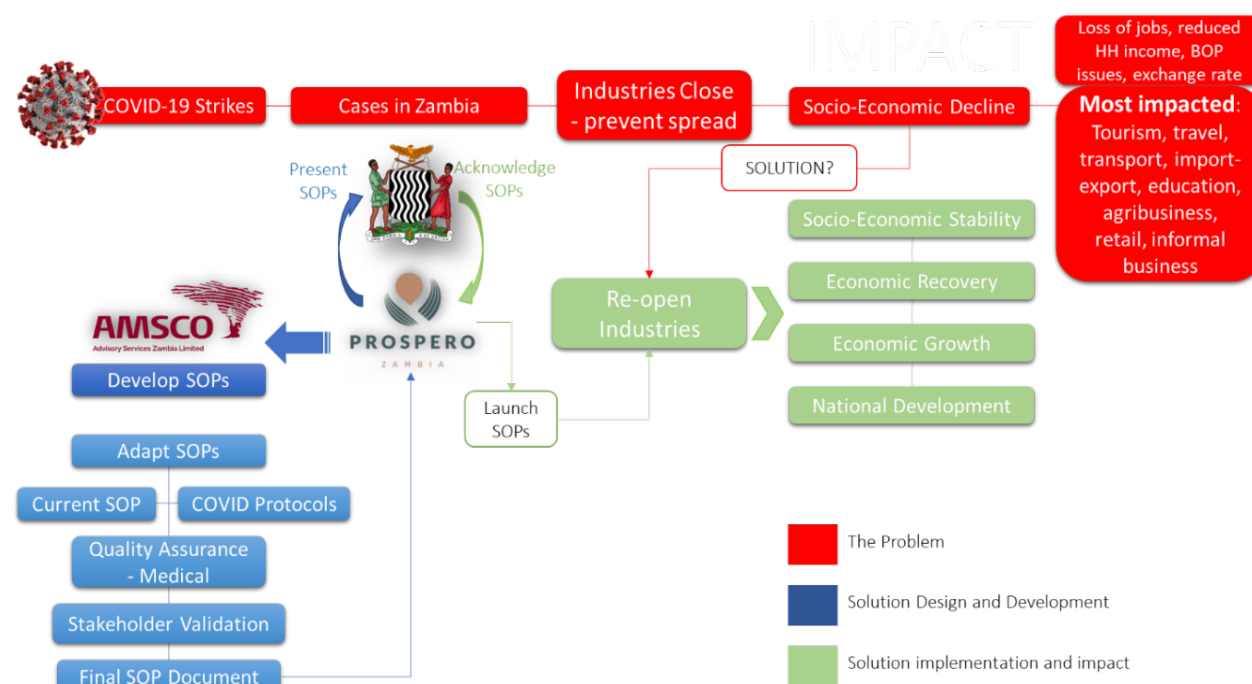 IMPACT
Loss of jobs, reduced
HH income, BOP
issues, exchange rate
COVID-19 Strikes
Cases in Zambia
Industries Close
- prevent spread
Socio-Economic Decline
Most impacted:
Tourism, travel,
transport, import-
export, education,
agribusiness,
retail, informal
business
SOLUTION?
Present
SOPs
Acknowledge
SOPs
ONE ZAMBIA ONE NATION
Socio-Economic Stability
Economic Recovery
Economic Growth
National Development
Re-open
Industries
AMSCO
Advisory Services Zambia Limited
PROSPERO
ZAMBIA
Develop SOPs
Launch
SOPs
Adapt SOPs
Current SOP
COVID Protocols
Quality Assurance
- Medical
Stakeholder Validation
Final SOP Document
The Problem
Solution Design and Development
Solution implementation and impact